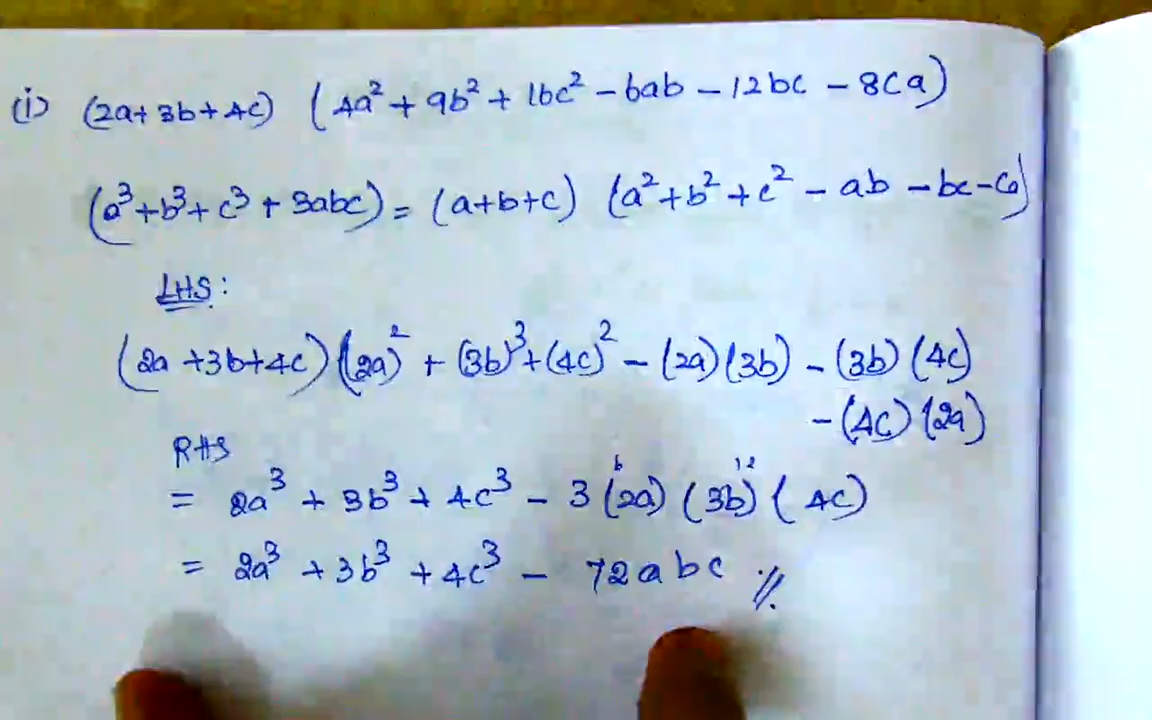 (i) (2a+3b+4c) (4a² + 9b² + 16c² - 6ab - 12bc - 8ca)
(a³+b³+c³ + 3abc) = (a+b+c) (a²+b²+c² - ab - bc - ca)
LHS:
(2a +3b+4c) (2a)² + (3b)³ + (4c)² - (2a)(3b) - (3b)(4c)
- (4c) (2a)
RHS
6 12
= 2a³ + 3b³ + 4c³ - 3 (2a) (3b) (4c)
= 2a³ + 3b³ + 4c³ - 72abc //.